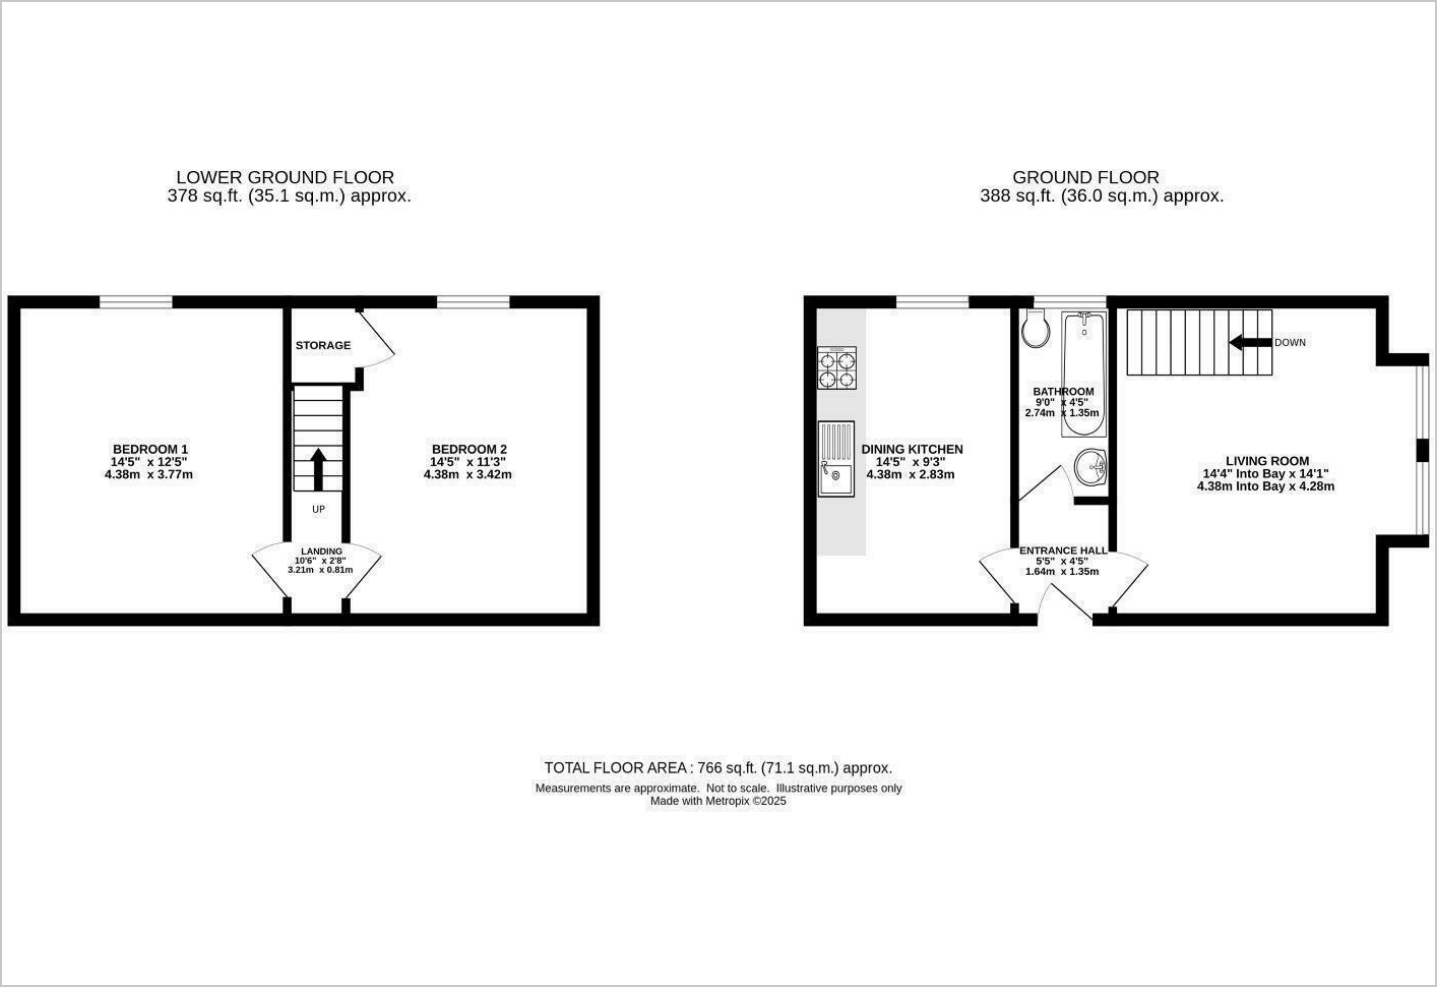 LOWER GROUND FLOOR
378 sq.ft. (35.1 sq.m.) approx.
GROUND FLOOR
388 sq.ft. (36.0 sq.m.) approx.
STORAGE
BEDROOM 1
14'5" x 12'5"
4.38m x 3.77m
BEDROOM 2
14'5" x 11'3"
4.38m x 3.42m
UP
LANDING
10'6" x 2'8"
3.21m x 0.81m
DOWN
BATHROOM
9'0" x 4'5"
2.74m x 1.35m
DINING KITCHEN
14'5" x 9'3"
4.38m x 2.83m
LIVING ROOM
14'4" Into Bay x 14'1"
4.38m Into Bay x 4.28m
ENTRANCE HALL
5'5" x 4'5"
1.64m x 1.35m
TOTAL FLOOR AREA : 766 sq.ft. (71.1 sq.m.) approx.
Measurements are approximate. Not to scale. Illustrative purposes only
Made with Metropix ©2025